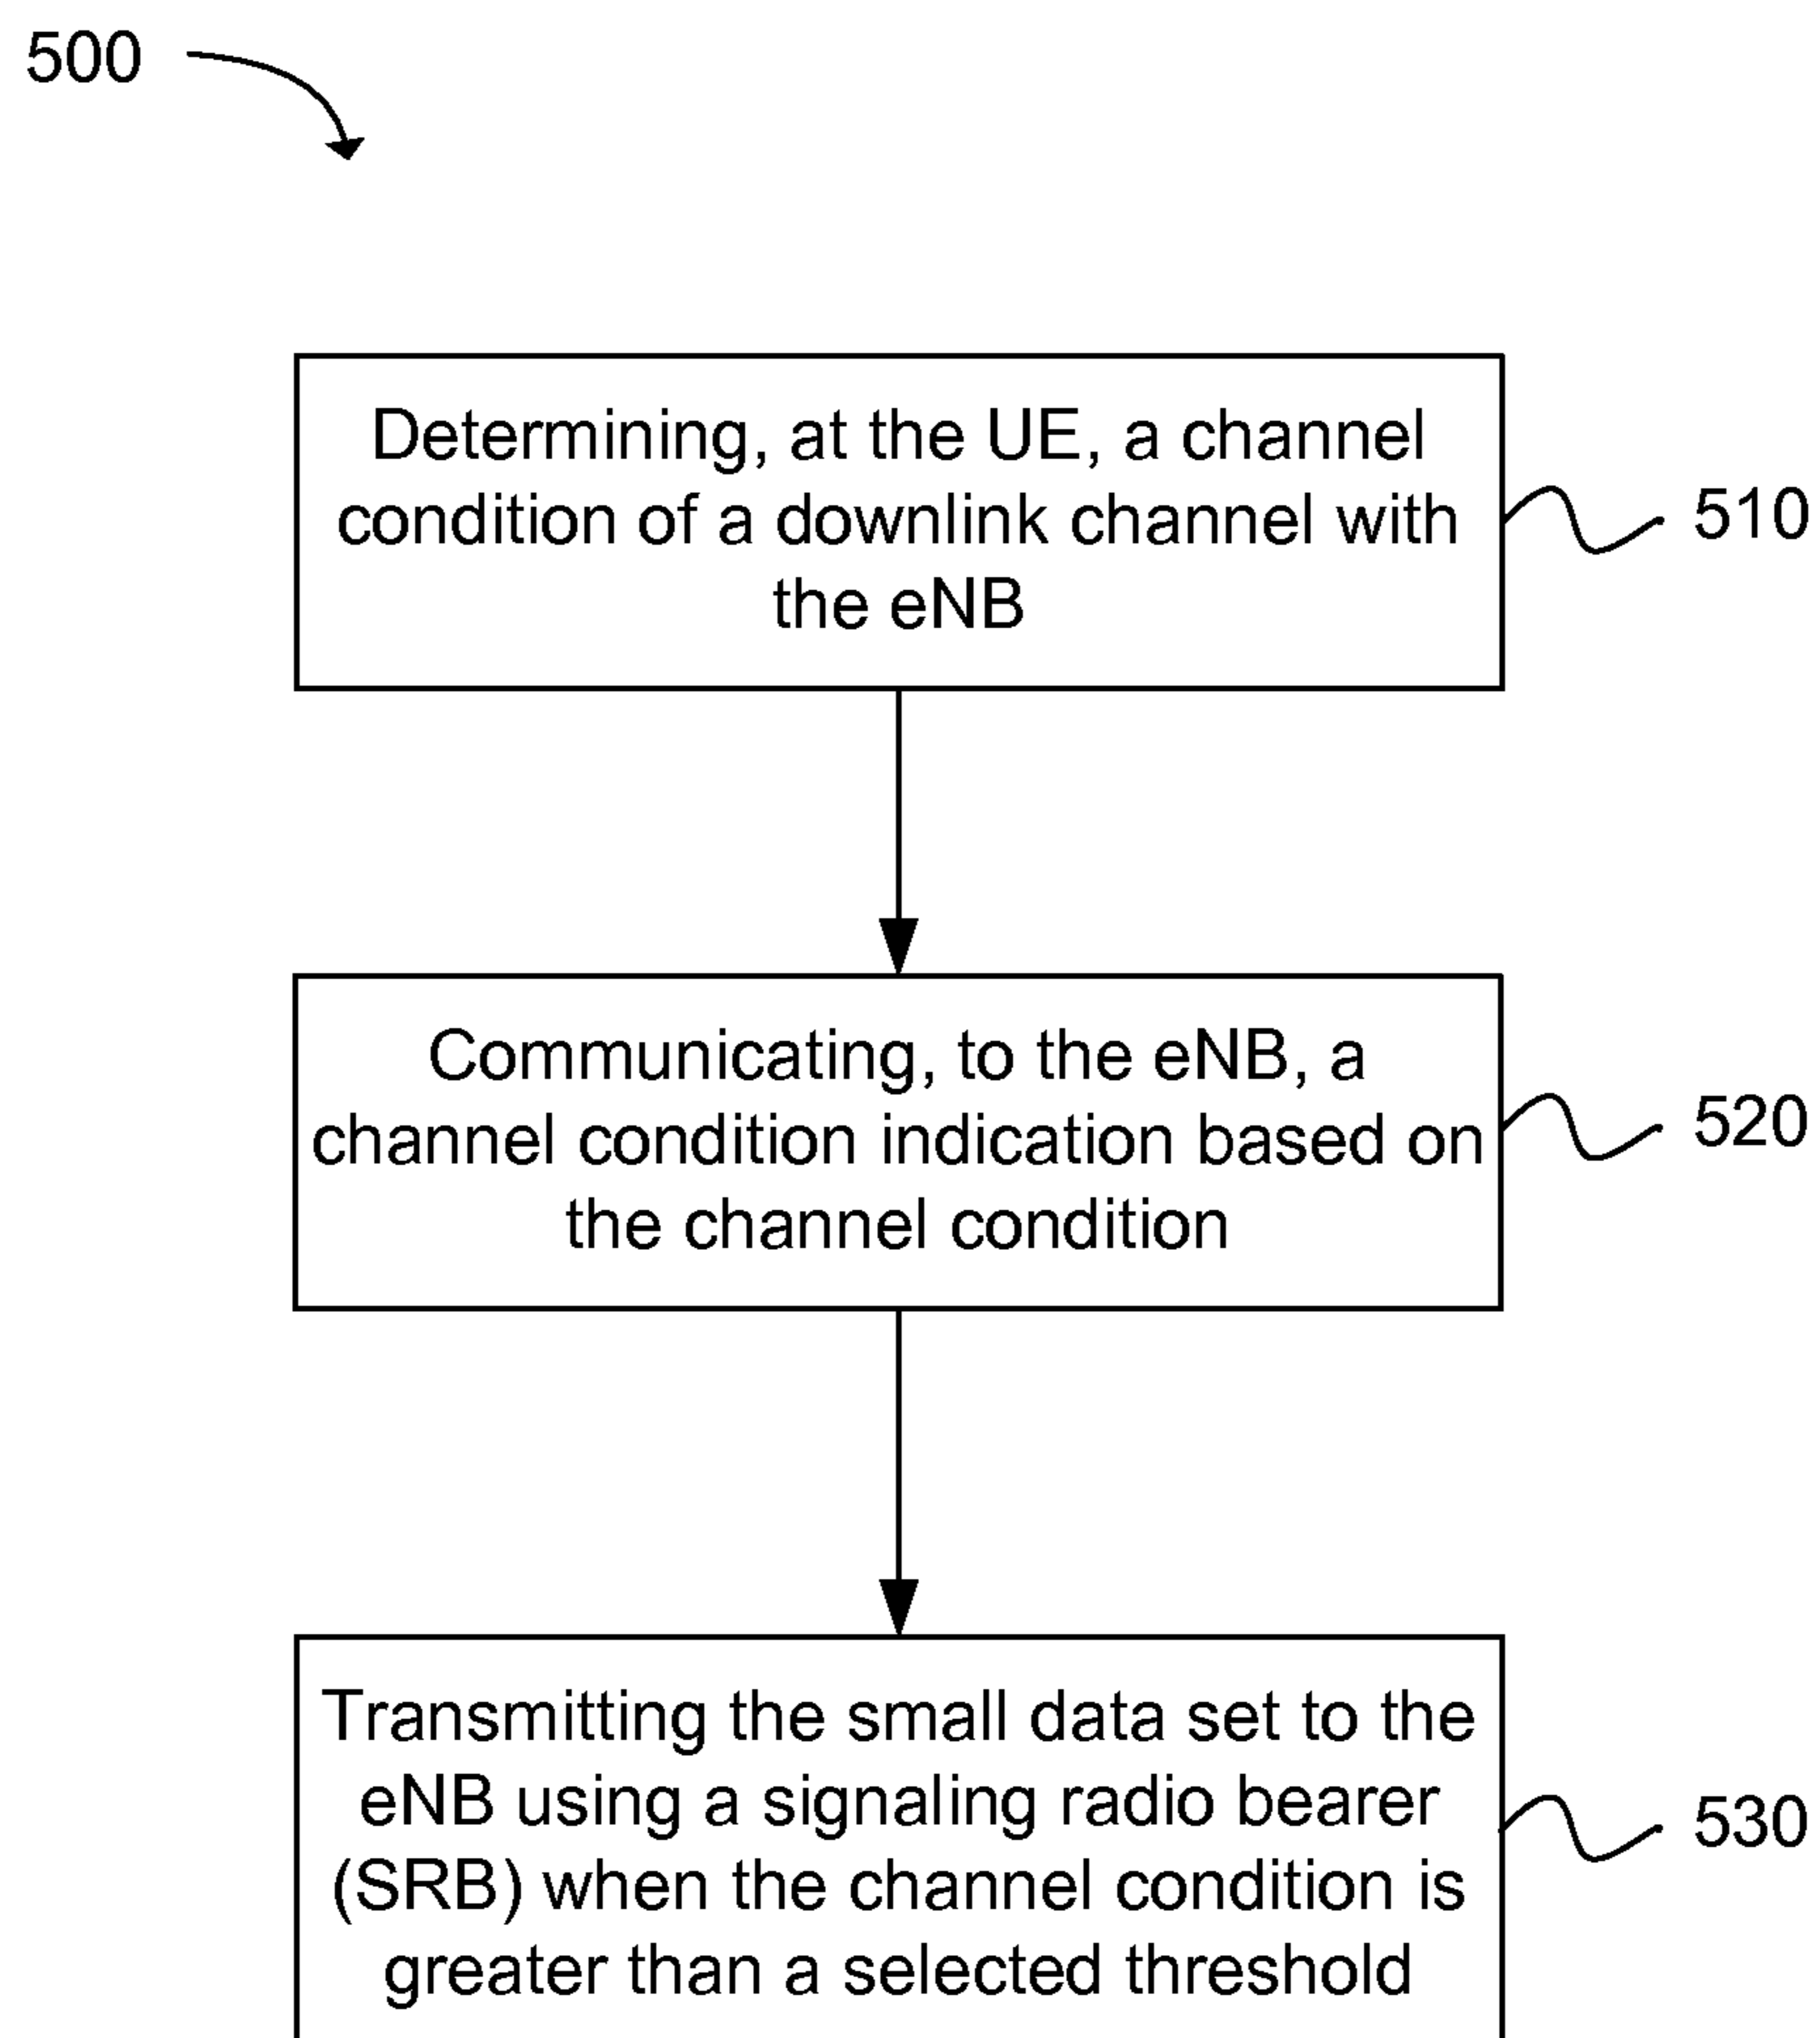 500
Determining, at the UE, a channel
condition of a downlink channel with
the eNB
510
Communicating, to the eNB, a
channel condition indication based on
the channel condition
520
Transmitting the small data set to the
eNB using a signaling radio bearer
(SRB) when the channel condition is
greater than a selected threshold
530